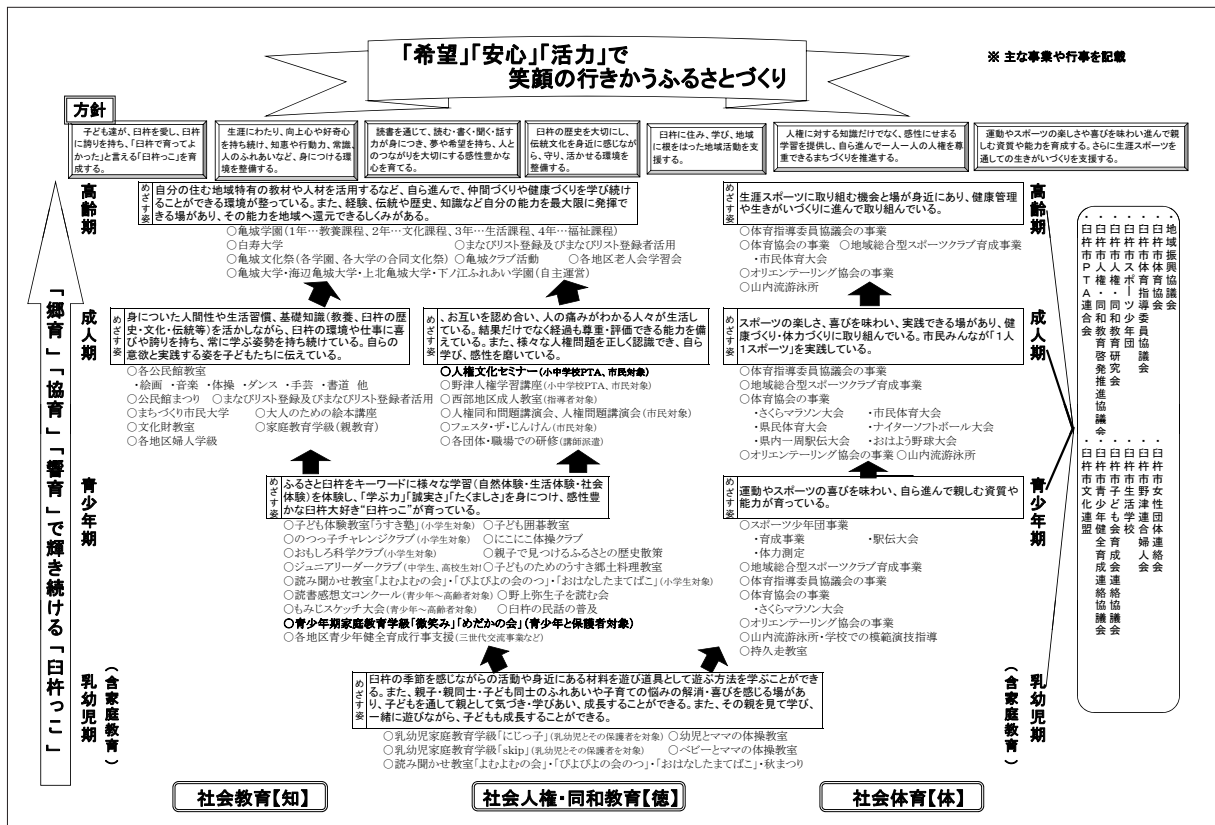 「希望」「安心」「活力」で
笑顔の行きかうふるさとづくり
※ 主な事業や行事を記載
方針
子ども達が、臼杵を愛し、臼杵
に誇りを持ち、「臼杵で育ってよ
かった」と言える「臼杵っこ」を育
成する。
生涯にわたり、向上心や好奇心
を持ち続け、知恵や行動力、常識、
人のふれあいなど、身につける環
境を整備する。
読書を通じて、読む・書く・聞く・話す
力が身につき、夢や希望を持ち、人と
のつながりを大切にする感性豊かな
心を育てる。
臼杵の歴史を大切にし、
伝統文化を身近に感じな
がら、守り、活かせる環境を
整備する。
臼杵に住み、学び、地域
に根をはった地域活動を支
援する。
人権に対する知識だけでなく、感性にせまる
学習を提供し、自ら進んで一人一人の人権を尊
重できるまちづくりを推進する。
運動やスポーツの楽しさや喜びを味わい進んで親
しむ資質や能力を育成する。さらに生涯スポーツ
を通しての生きがいづくりを支援する。
「郷育」「協育」「響育」で輝き続ける「臼杵っこ」
高齢期
めざす姿
自分の住む地域特有の教材や人材を活用するなど、自ら進んで、仲間づくりや健康づくりを学び続け
ることができる環境が整っている。また、経験、伝統や歴史、知識など自分の能力を最大限に発揮で
きる場があり、その能力を地域へ還元できるしくみがある。
○亀城学園(1年…教養課程、2年…文化課程、3年…生活課程、4年…福祉課程)
○白寿大学 ○まなびリスト登録及びまなびリスト登録者活用
○亀城文化祭(各学園、各大学の合同文化祭) ○亀城クラブ活動 ○各地区老人会学習会
○亀城大学・海辺亀城大学・上北亀城大学・下ノ江ふれあい学園(自主運営)
めざす姿
生涯スポーツに取り組む機会と場が身近にあり、健康管理
や生きがいづくりに進んで取り組んでいる。
○体育指導委員協議会の事業
○体育協会の事業 ○地域総合型スポーツクラブ育成事業
・市民体育大会
○オリエンテーリング協会の事業
○山内流游泳所
高齢期
成人期
めざす姿
身についた人間性や生活習慣、基礎知識(教養、臼杵の歴
史・文化・伝統等)を活かしながら、臼杵の環境や仕事に喜
びや誇りを持ち、常に学ぶ姿勢を持ち続けている。自らの
意欲と実践する姿を子どもたちに伝えている。
○各公民館教室
・絵画 ・音楽 ・体操 ・ダンス ・手芸 ・書道 他
○公民館まつり ○まなびリスト登録及びまなびリスト登録者活用
○まちづくり市民大学 ○大人のための絵本講座
○文化財教室 ○家庭教育学級(親教育)
○各地区婦人学級
めざす姿
、お互いを認め合い、人の痛みがわかる人々が生活し
ている。結果だけでなく経過も尊重・評価できる能力を備
えている。また、様々な人権問題を正しく認識でき、自ら
学び、感性を磨いている。
○人権文化セミナー(小中学校PTA、市民対象)
○野津人権学習講座(小中学校PTA、市民対象)
○西部地区成人教室(指導者対象)
○人権同和問題講演会、人権問題講演会(市民対象)
○フェスタ・ザ・じんけん(市民対象)
○各団体・職場での研修(講師派遣)
めざす姿
スポーツの楽しさ、喜びを味わい、実践できる場があり、健
康づくり・体力づくりに取り組んでいる。市民みんなが「1人
1スポーツ」を実践している。
○体育指導委員協議会の事業
○地域総合型スポーツクラブ育成事業
○体育協会の事業
・さくらマラソン大会 ・市民体育大会
・県民体育大会 ・ナイターソフトボール大会
・県内一周駅伝大会 ・おはよう野球大会
○オリエンテーリング協会の事業 ○山内流游泳所
成人期
青少年期
めざす姿
ふるさと臼杵をキーワードに様々な学習(自然体験・生活体験・社会
体験)を体験し、「学ぶ力」「誠実さ」「たくましさ」を身につけ、感性豊
かな臼杵大好き“臼杵っこ”が育っている。
○子ども体験教室「うすき塾」(小学生対象) ○子ども囲碁教室
○のつっ子チャレンジクラブ(小学生対象) ○にこにこ体操クラブ
○おもしろ科学クラブ(小学生対象) ○親子で見つけるふるさとの歴史散策
○ジュニアリーダークラブ(中学生、高校生対) ○子どものためのうすき郷土料理教室
○読み聞かせ教室「よむよむの会」・「ぴよぴよの会のつ」・「おはなしたまてばこ」(小学生対象)
○読書感想文コンクール(青少年～高齢者対象) ○野上弥生子を読む会
○もみじスケッチ大会(青少年～高齢者対象) ○臼杵の民話の普及
○青少年期家庭教育学級「微笑み」「めだかの会」(青少年と保護者対象)
○各地区青少年健全育成行事支援(三世代交流事業など)
めざす姿
運動やスポーツの喜びを味わい、自ら進んで親しむ資質や
能力が育っている。
○スポーツ少年団事業
・育成事業 ・駅伝大会
・体力測定
○地域総合型スポーツクラブ育成事業
○体育指導委員協議会の事業
○体育協会の事業
・さくらマラソン大会
○オリエンテーリング協会の事業
○山内流游泳所・学校での模範演技指導
○持久走教室
青少年期
乳幼児期
(含家庭教育)
めざす姿
臼杵の季節を感じながらの活動や身近にある材料を遊び道具として遊ぶ方法を学ぶことができ
る。また、親子・親同士・子ども同士のふれあいや子育ての悩みの解消・喜びを感じる場があ
り、子どもを通して親として気づき・学びあい、成長することができる。また、その親を見て学び、
一緒に遊びながら、子どもも成長することができる。
○乳幼児家庭教育学級「にじっ子」(乳幼児とその保護者を対象) ○幼児とママの体操教室
○乳幼児家庭教育学級「skip」(乳幼児とその保護者を対象) ○ベビーとママの体操教室
○読み聞かせ教室「よむよむの会」・「ぴよぴよの会のつ」・「おはなしたまてばこ」・秋まつり
乳幼児期
(含家庭教育)
・地域振興協議会
・臼杵市体育協会
・臼杵市体育指導委員協議会
・臼杵市スポーツ少年団
・臼杵市人権・同和教育研究会
・臼杵市人権・同和教育啓発推進協議会
・臼杵市PTA連合会
・臼杵市女性団体連絡会
・臼杵市野津連合婦人会
・臼杵市生活学校
・臼杵市子ども会育成会連絡協議会
・臼杵市青少年健全育成連絡協議会
・臼杵市文化連盟
社会教育【知】
社会人権・同和教育【徳】
社会体育【体】